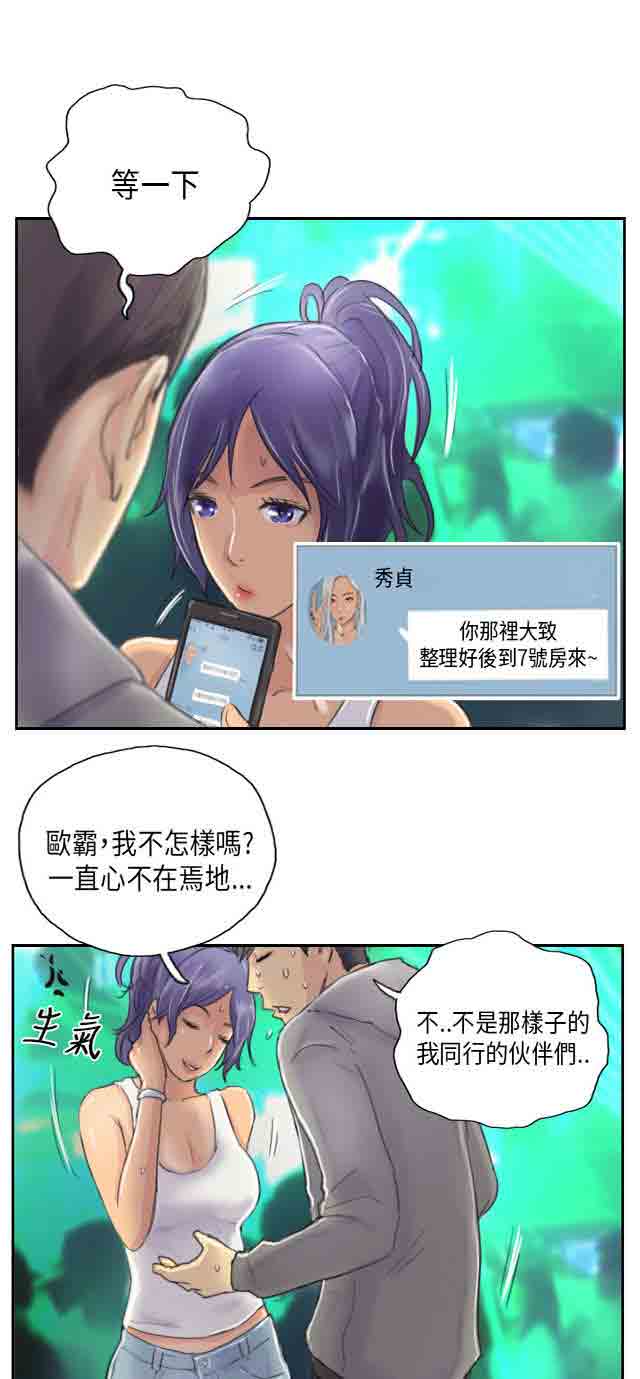 等一下
秀貞
你那裡大致
整理好後到7號房來~
歐霸,我不怎樣嗎?
一直心不在焉地...
生氣
不..不是那樣子的
我同行的伙伴們..